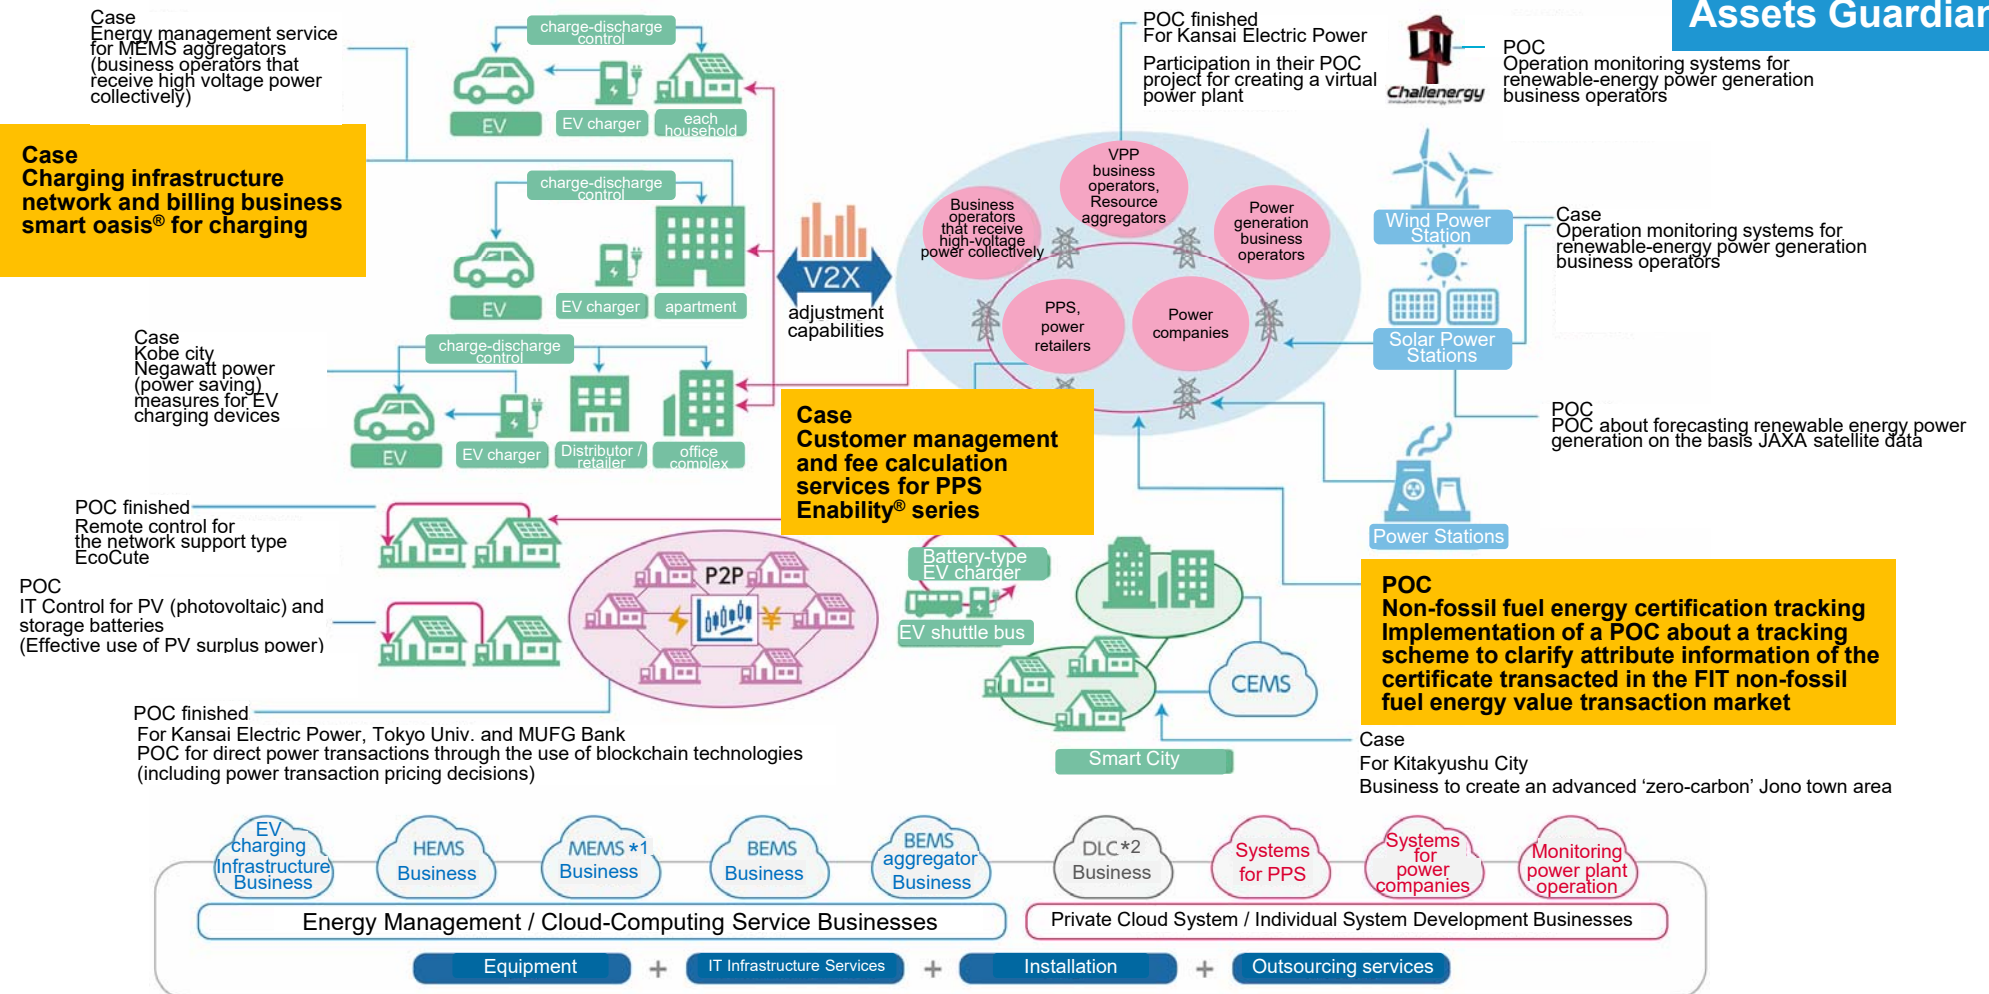 Assets Guardian
Case
Energy management service
for MEMS aggregators
(business operators that
receive high voltage power
collectively)
Case
Charging infrastructure
network and billing business
smart oasis® for charging
charge-discharge
control
EV
EV charger
each
household
charge-discharge
control
EV
EV charger
apartment
Case
Kobe city
Negawatt power
(power saving)
measures for EV
charging devices
charge-discharge
control
EV
EV charger
Distributor /
retailer
office
complex
V2X
adjustment
capabilities
POC finished
For Kansai Electric Power
Participation in their POC
project for creating a virtual
power plant
Challenergy
POC
Operation monitoring systems for
renewable-energy power generation
business operators
VPP
business
operators,
Resource
aggregators
Business
operators
that receive
high-voltage
power collectively
Power
generation
business
operators
PPS,
power
retailers
Power
companies
Wind Power
Station
Case
Operation monitoring systems for
renewable-energy power generation
business operators
Solar Power
Stations
POC
POC about forecasting renewable energy power
generation on the basis JAXA satellite data
Power Stations
Case
Customer management
and fee calculation
services for PPS
Enability® series
POC finished
Remote control for
the network support type
EcoCute
POC
IT Control for PV (photovoltaic) and
storage batteries
(Effective use of PV surplus power)
P2P
¥
Battery-type
EV charger
EV shuttle bus
CEMS
Smart City
POC
Non-fossil fuel energy certification tracking
Implementation of a POC about a tracking
scheme to clarify attribute information of the
certificate transacted in the FIT non-fossil
fuel energy value transaction market
POC finished
For Kansai Electric Power, Tokyo Univ. and MUFG Bank
POC for direct power transactions through the use of blockchain technologies
(including power transaction pricing decisions)
Case
For Kitakyushu City
Business to create an advanced ‘zero-carbon’ Jono town area
EV
charging
Infrastructure
Business
HEMS
Business
MEMS *1
Business
BEMS
Business
BEMS
aggregator
Business
DLC*2
Business
Systems
for PPS
Systems
for
power
companies
Monitoring
power plant
operation
Energy Management / Cloud-Computing Service Businesses
Private Cloud System / Individual System Development Businesses
Equipment + IT Infrastructure Services + Installation + Outsourcing services